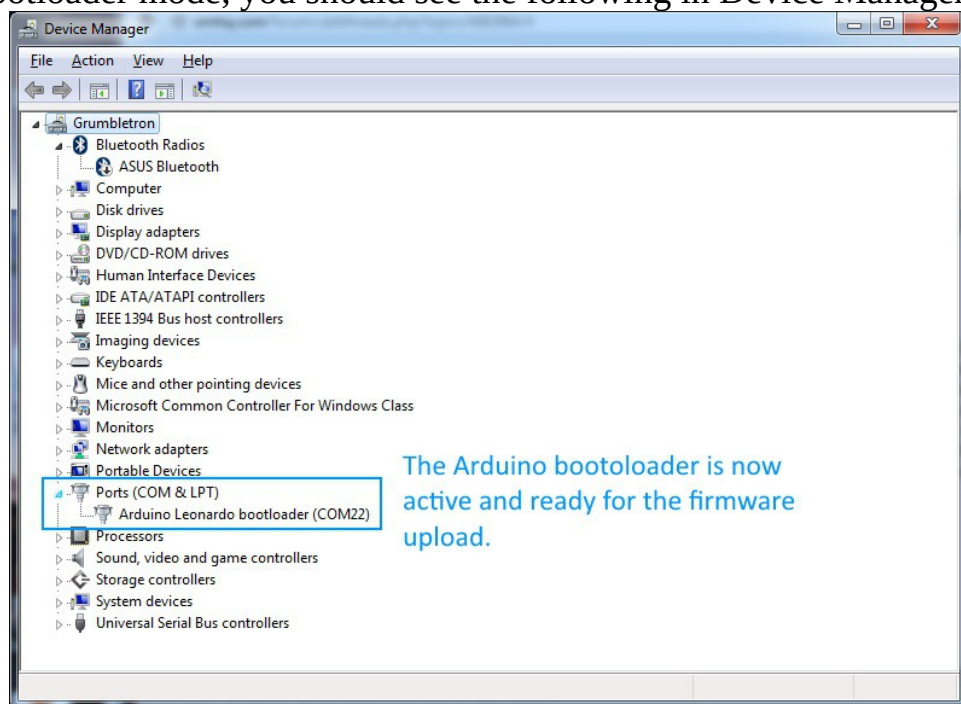 ootloader mode, you should see the following in Device Manager
Device Manager
File Action View Help
Grumbletron
Bluetooth Radios
ASUS Bluetooth
Computer
Disk drives
Display adapters
DVD/CD-ROM drives
Human Interface Devices
IDE ATA/ATAPI controllers
IEEE 1394 Bus host controllers
Imaging devices
Keyboards
Mice and other pointing devices
Microsoft Common Controller For Windows Class
Monitors
Network adapters
Portable Devices
Ports (COM & LPT)
Arduino Leonardo bootloader (COM22)
Processors
Sound, video and game controllers
Storage controllers
System devices
Universal Serial Bus controllers
The Arduino bootoloader is now
active and ready for the firmware
upload.